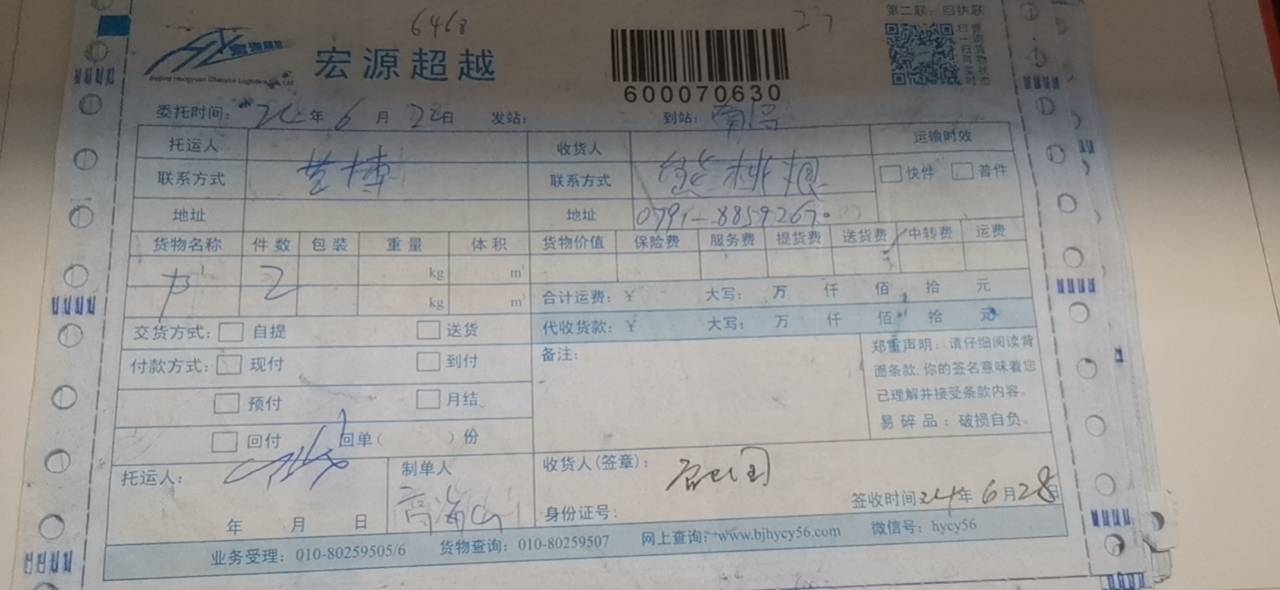 6468
27
第二联：回执联
宏源超越
600070630
委托时间： 年 6 月 22日 发站： 到站：南昌
托运人 收货人 运输时效
联系方式 联系方式 熊桃根 快件 普件
地址 地址 0791-8859267
货物名称 件数 包装 重量 体积 货物价值 保险费 服务费 提货费 送货费 中转费 运费
2 kg m³
kg m³ 合计运费：￥ 大写： 万 仟 佰 拾 元
交货方式： 自提 送货 代收货款：￥ 大写： 万 仟 佰 拾 元
付款方式： 现付 到付 备注：
预付 月结
回付 回单（ ）份
郑重声明：请仔细阅读背
面条款，你的签名意味着您
已理解并接受条款内容。
易碎品：破损自负。
托运人： 制单人 收货人(签章)：
高海山
年 月 日 身份证号： 签收时间24年6月28日
业务受理：010-80259505/6 货物查询：010-80259507 网上查询：www.bjhycy56.com 微信号：hycy56